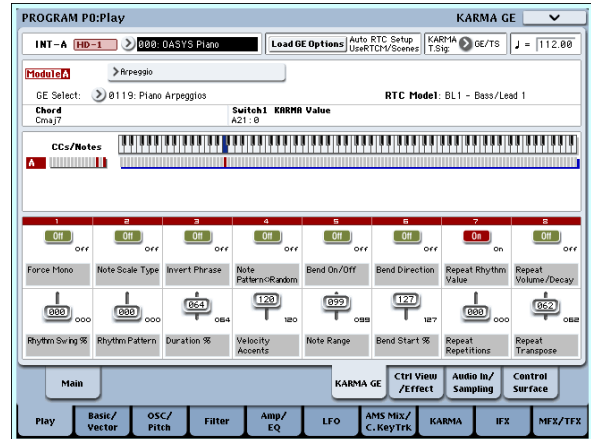 PROGRAM P0:Play KARMA GE
INT-A HD-1 000: OASYS Piano Load GE Options Auto RTC Setup UseRTCM/Scenes KARMA T.Sig: GE/TS ♩ = 112.00
Module A Arpeggio
GE Select: 0119: Piano Arpeggios RTC Model: BL1 - Bass/Lead 1
Chord Switch1 KARMA Value
Cmaj7 A21:0
CCs/Notes
A
1 2 3 4 5 6 7 8
Off Off Off Off Off Off On Off
Off Off Off Off Off Off On Off
Force Mono Note Scale Type Invert Phrase Note Pattern<>Random Bend On/Off Bend Direction Repeat Rhythm Value Repeat Volume/Decay
000 000 064 120 099 127 000 062
000 000 064 120 099 127 000 062
Rhythm Swing % Rhythm Pattern Duration % Velocity Accents Note Range Bend Start % Repeat Repetitions Repeat Transpose
Main KARMA GE Ctrl View /Effect Audio In/ Sampling Control Surface
Play Basic/ Vector OSC/ Pitch Filter Amp/ EQ LFO AMS Mix/ C.KeyTrk KARMA IFX MFX/TFX